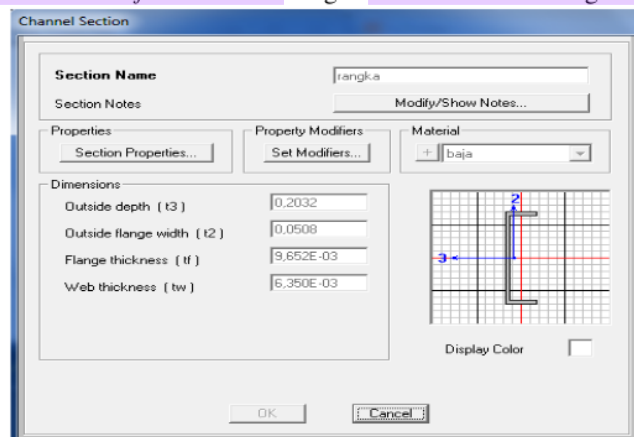 Channel Section
Section Name rangka
Section Notes Modify/Show Notes...
Properties Property Modifiers Material
Section Properties... Set Modifiers... + baja
Dimensions
Outside depth ( t3 ) 0,2032
Outside flange width ( t2 ) 0,0508
Flange thickness ( tf ) 9,652E-03
Web thickness ( tw ) 6,350E-03
2
3
Display Color
OK Cancel